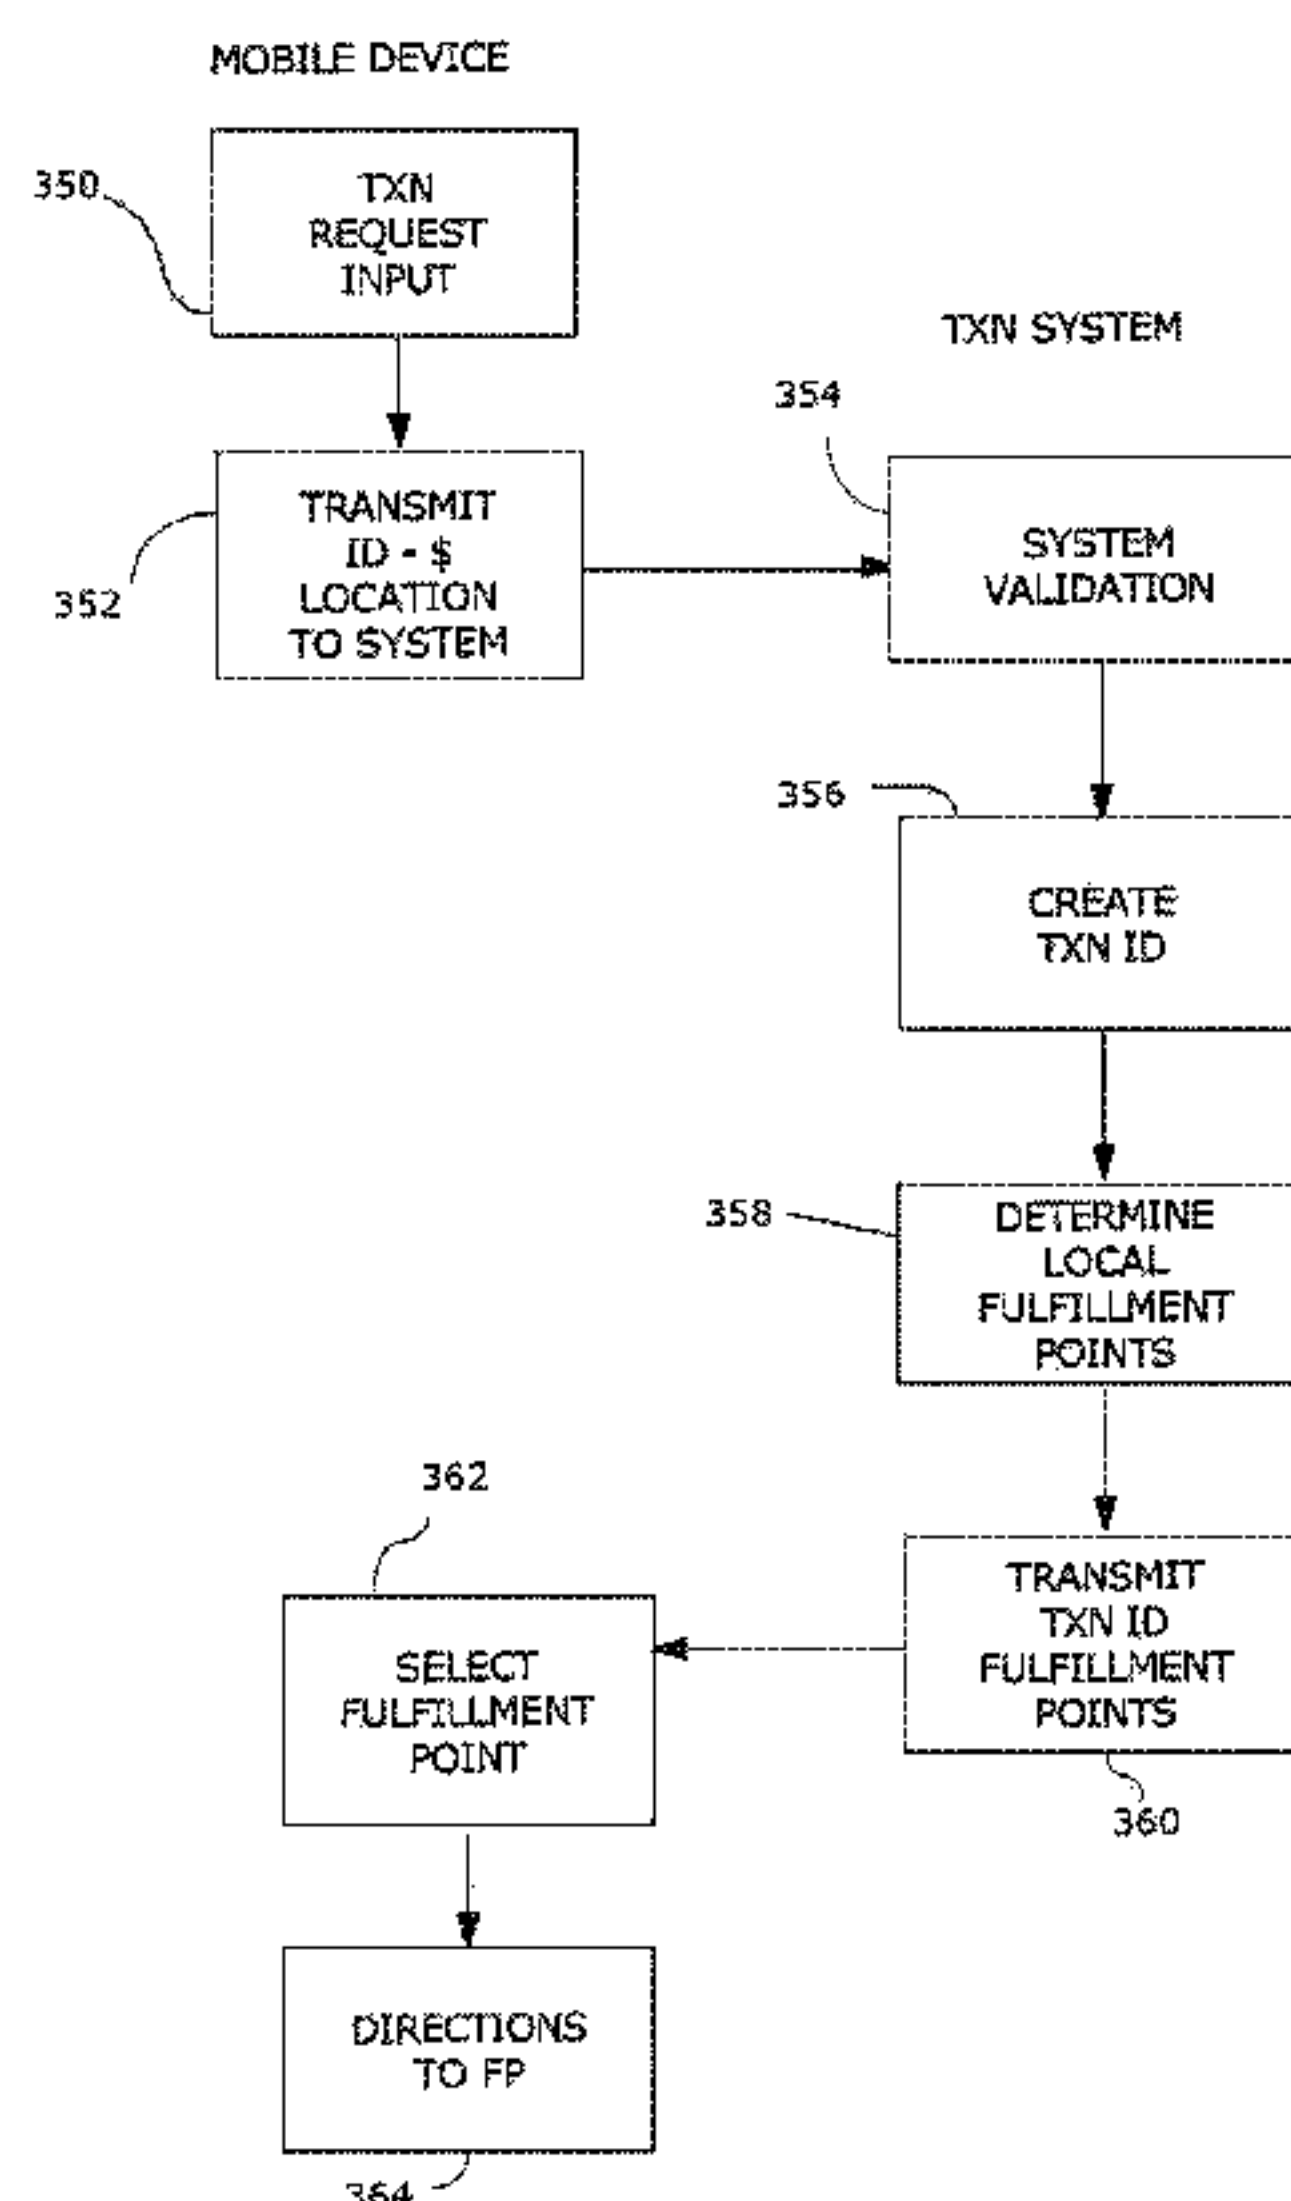 MOBILE DEVICE
350
TXN
REQUEST
INPUT
TXN SYSTEM
352
TRANSMIT
ID - $
LOCATION
TO SYSTEM
354
SYSTEM
VALIDATION
356
CREATE
TXN ID
358
DETERMINE
LOCAL
FULFILLMENT
POINTS
TRANSMIT
TXN ID
FULFILLMENT
POINTS
360
362
SELECT
FULFILLMENT
POINT
DIRECTIONS
TO FP
364